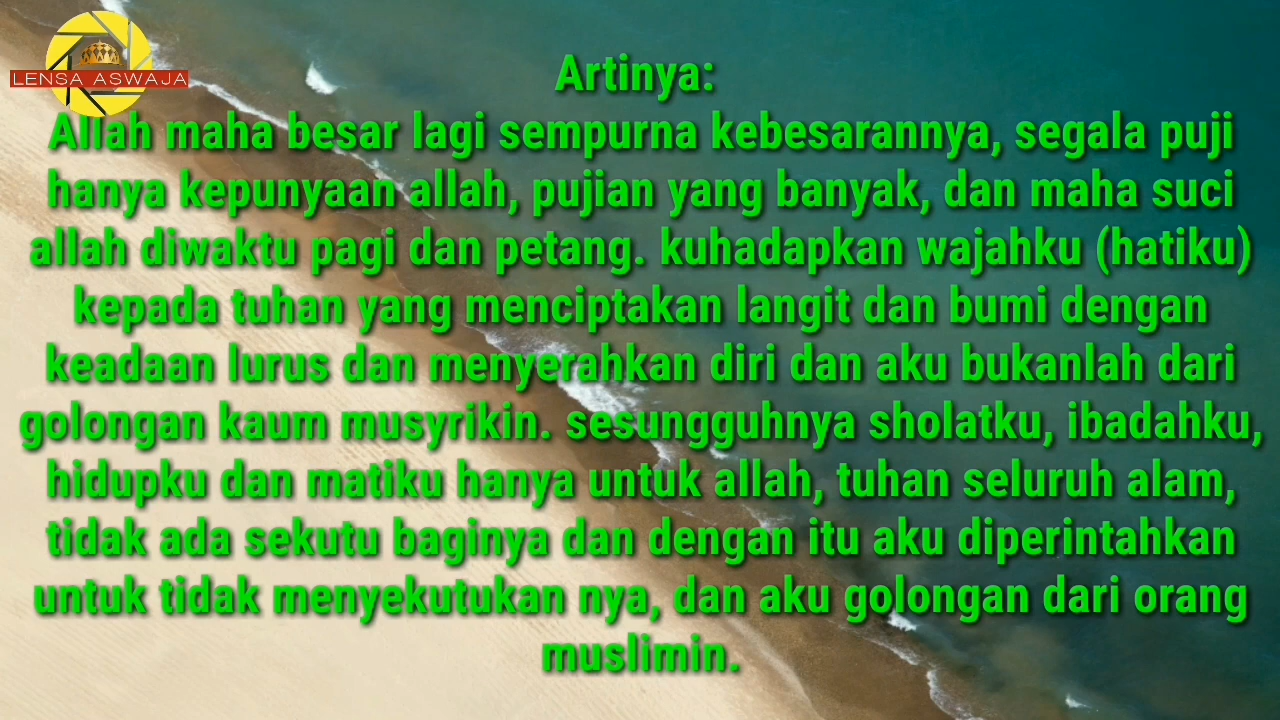 LENSA ASWAJA
Artinya:
Allah maha besar lagi sempurna kebesarannya, segala puji
hanya kepunyaan allah, pujian yang banyak, dan maha suci
allah diwaktu pagi dan petang. kuhadapkan wajahku (hatiku)
kepada tuhan yang menciptakan langit dan bumi dengan
keadaan lurus dan menyerahkan diri dan aku bukanlah dari
golongan kaum musyrikin. sesungguhnya sholatku, ibadahku,
hidupku dan matiku hanya untuk allah, tuhan seluruh alam,
tidak ada sekutu baginya dan dengan itu aku diperintahkan
untuk tidak menyekutukan nya, dan aku golongan dari orang
muslimin.